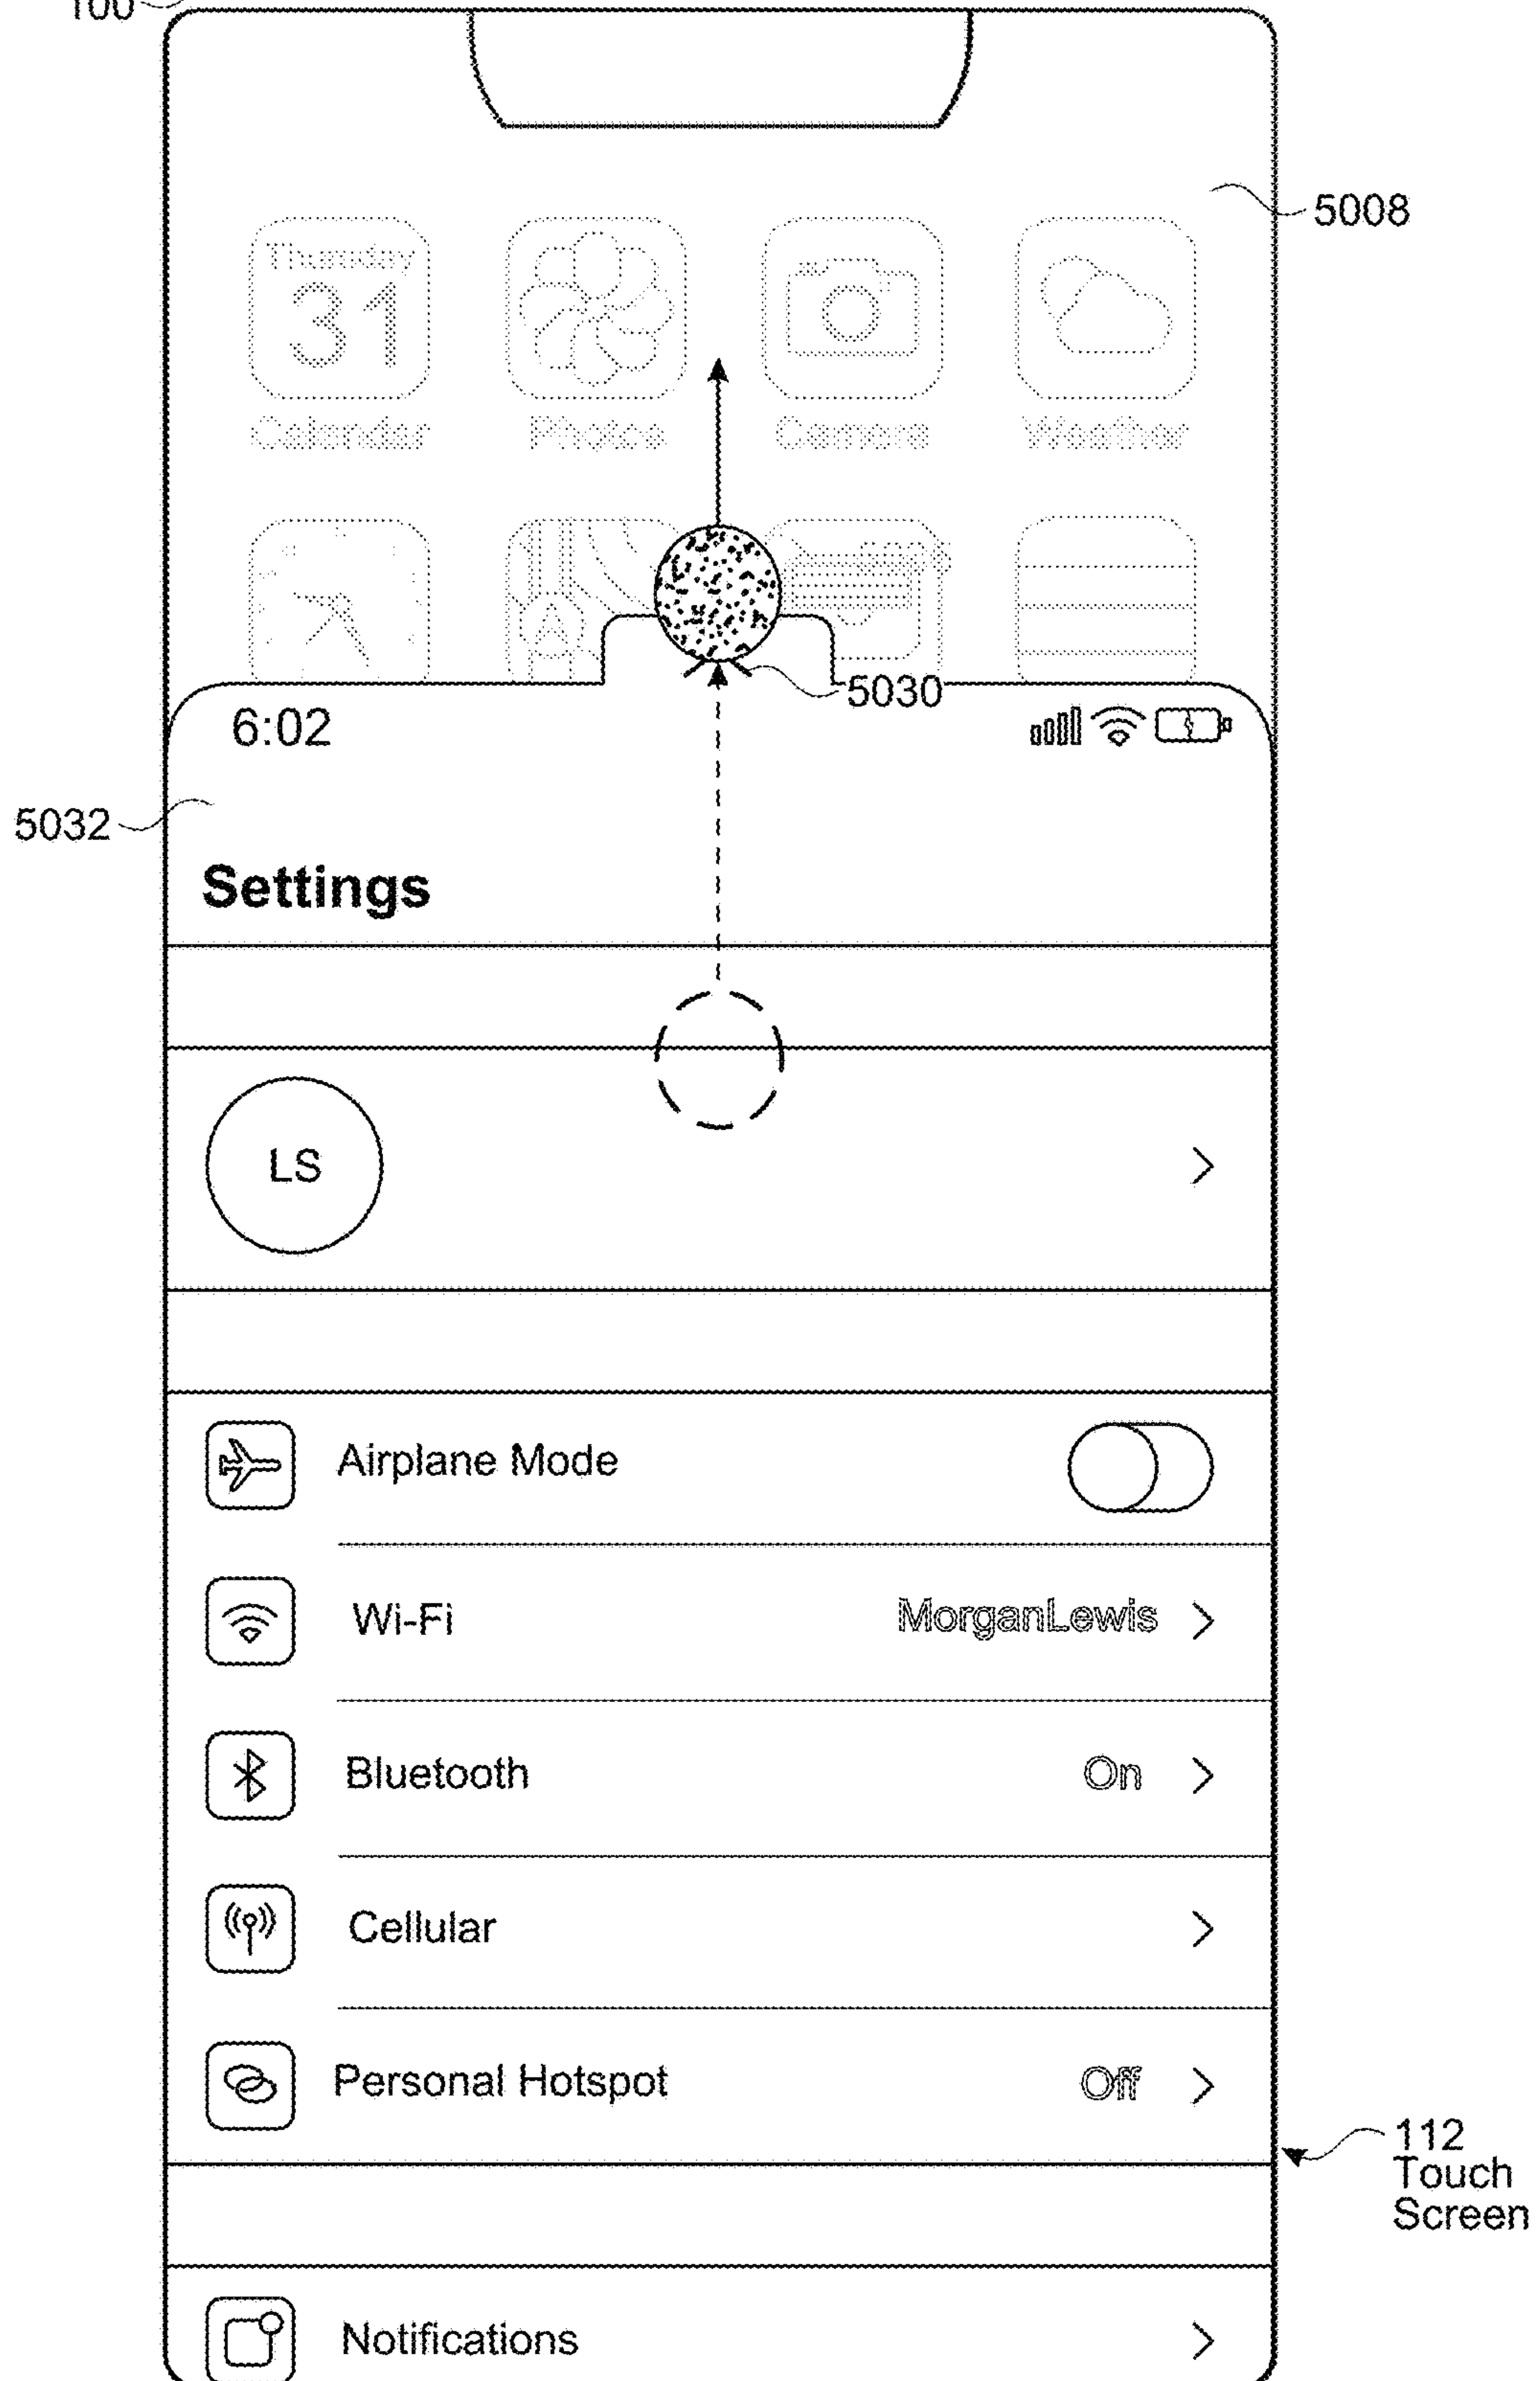 100
5008
Thursday
31
Calendar Photos Camera Weather
5030
6:02
5032
Settings
LS
Airplane Mode
Wi-Fi MorganLewis
Bluetooth On
Cellular
Personal Hotspot Off
112
Touch
Screen
Notifications